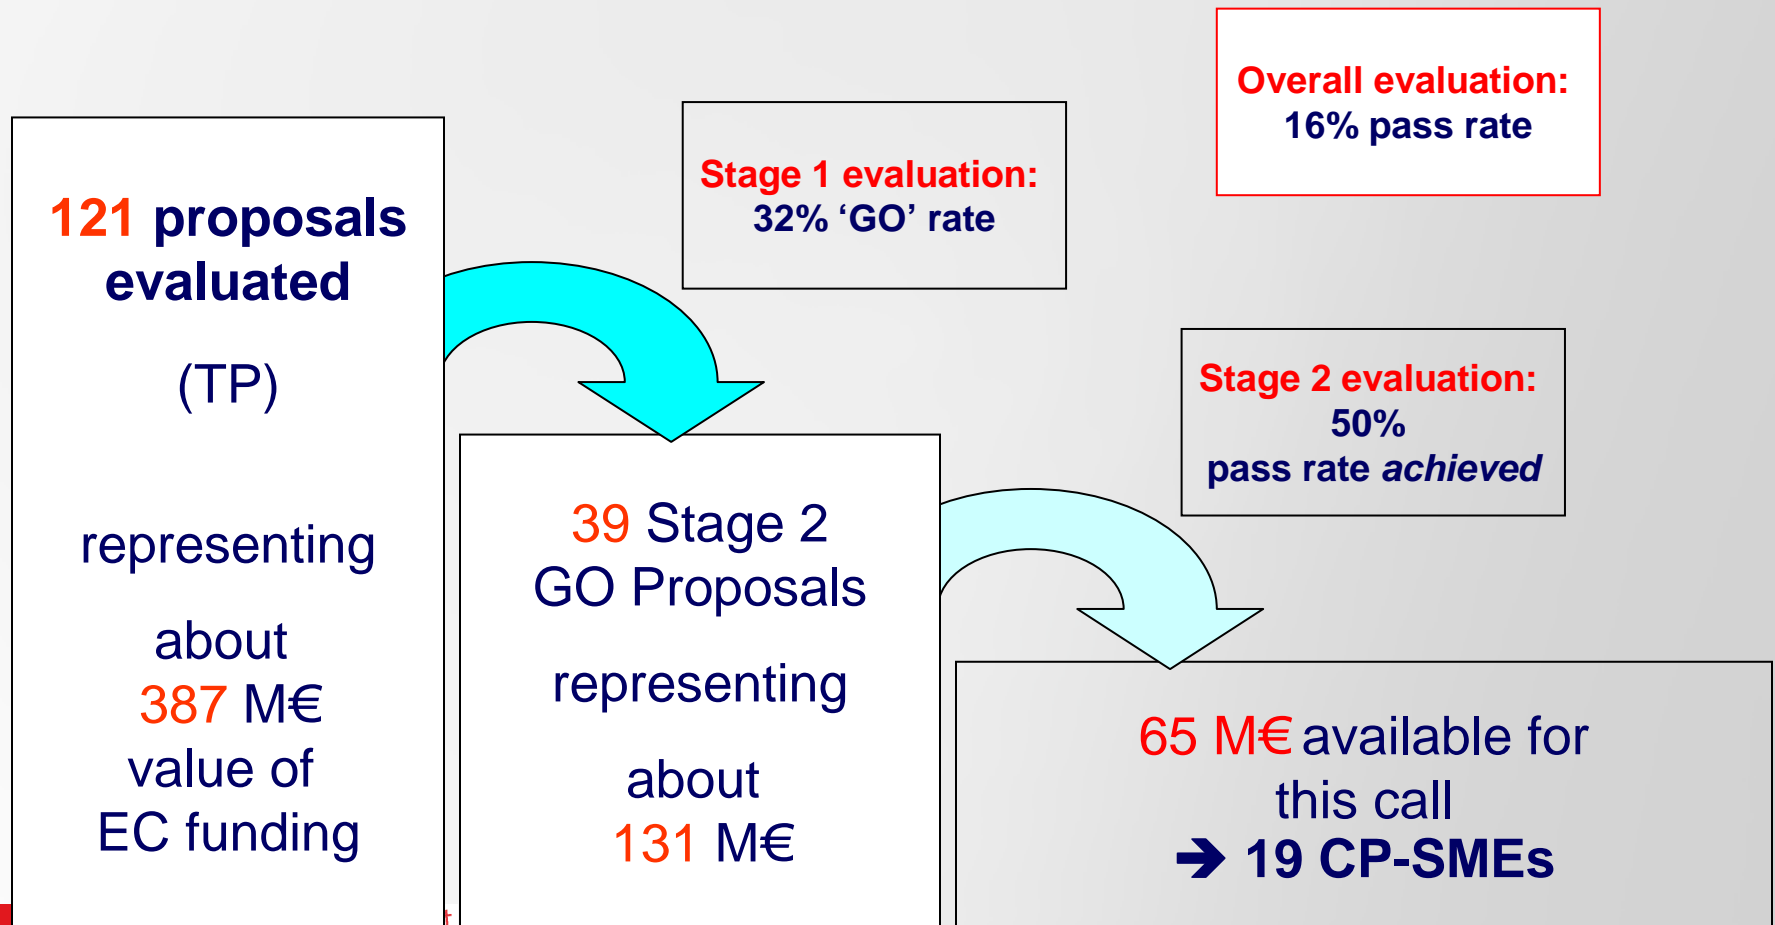 121 proposals
evaluated
(TP)
representing
about
387 M€
value of
EC funding
Stage 1 evaluation:
32% ‘GO’ rate
39 Stage 2
GO Proposals
representing
about
131 M€
Overall evaluation:
16% pass rate
Stage 2 evaluation:
50%
pass rate achieved
65 M€ available for
this call
➔ 19 CP-SMEs